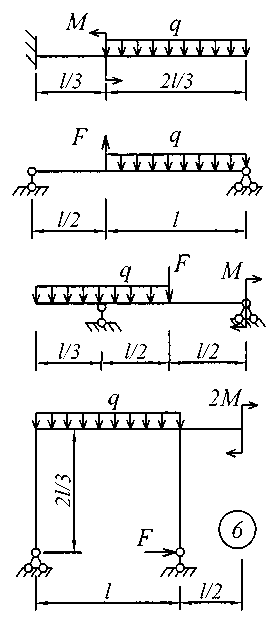 M q
l/3 2l/3
F q
l/2 l
q F M
l/3 l/2 l/2
q 2M
2l/3
F 6
l l/2